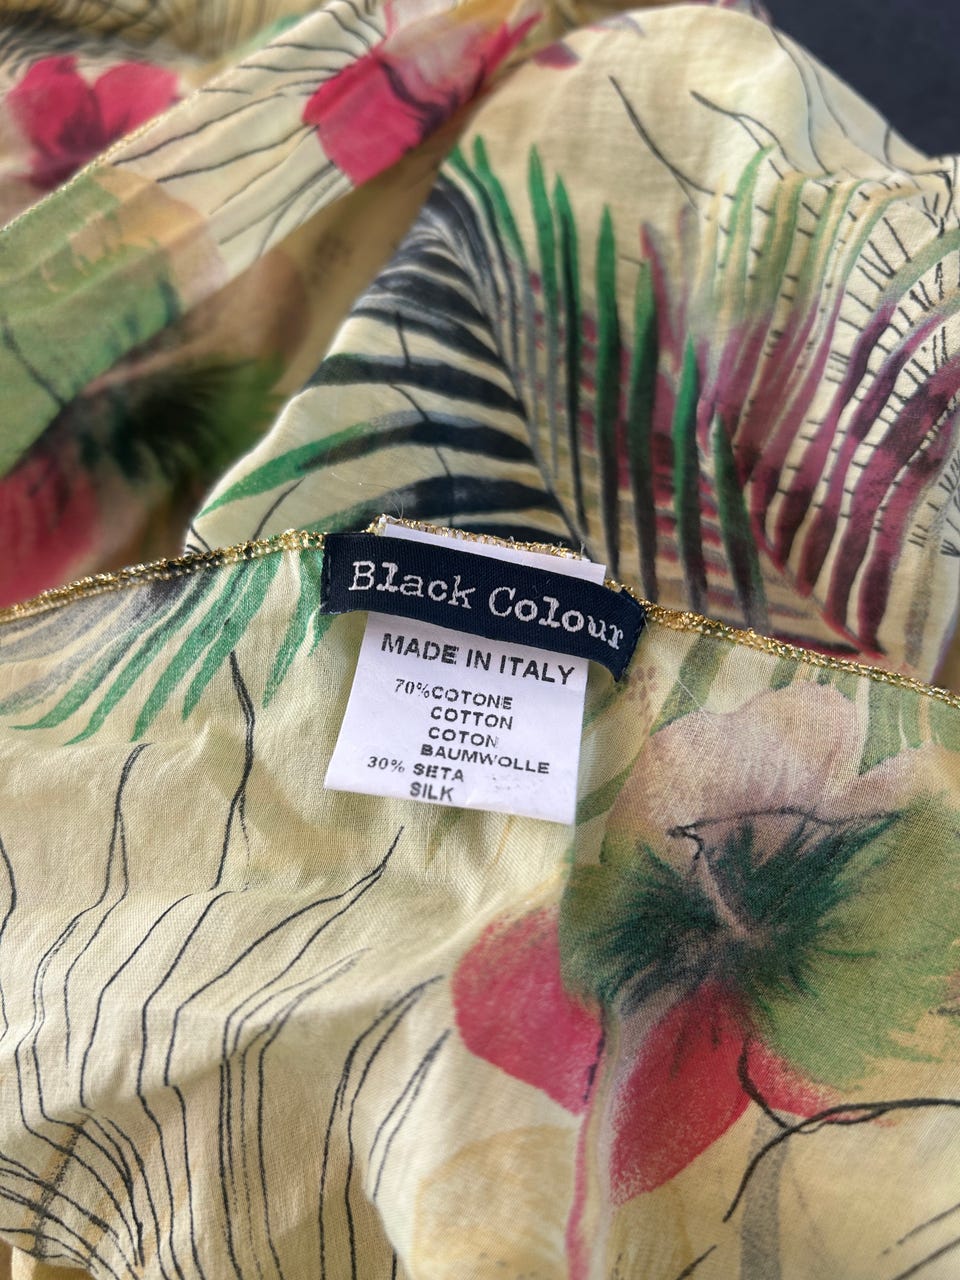 Black Colour
MADE IN ITALY
70%COTONE
COTTON
COTON
BAUMWOLLE
30% SETA
SILK